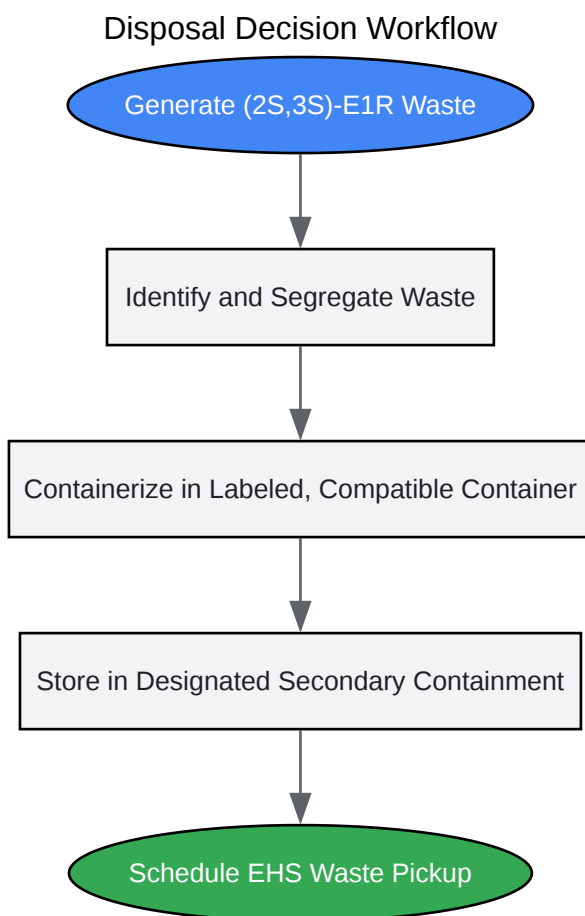 Disposal Decision Workflow
Generate (2S,3S)-E1R Waste
Identify and Segregate Waste
Containerize in Labeled, Compatible Container
Store in Designated Secondary Containment
Schedule EHS Waste Pickup